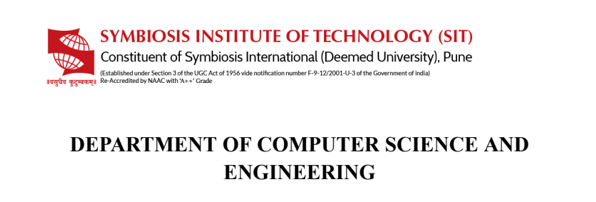 SYMBIOSIS INSTITUTE OF TECHNOLOGY (SIT)
Constituent of Symbiosis International (Deemed University), Pune
(Established under Section 3 of the UGC Act of 1956 vide notification number F-9-12/2001-U-3 of the Government of India)
Re-Accredited by NAAC with 'A++' Grade
॥वसुधैव कुटुम्बकम्॥
DEPARTMENT OF COMPUTER SCIENCE AND
ENGINEERING